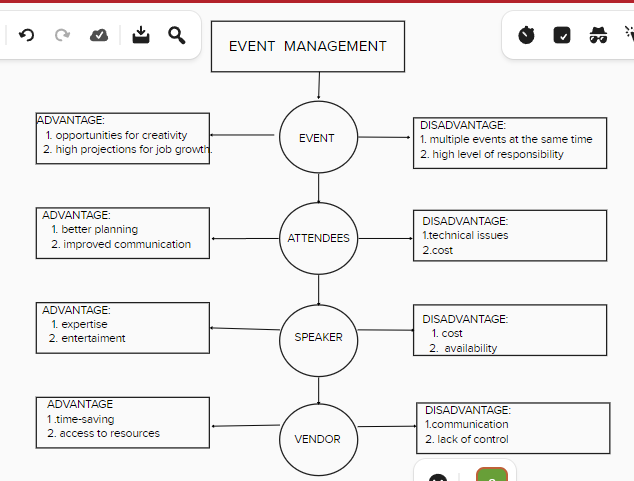 EVENT MANAGEMENT
EVENT
ADVANTAGE:
1. opportunities for creativity
2. high projections for job growth.
DISADVANTAGE:
1. multiple events at the same time
2. high level of responsibility
ATTENDEES
ADVANTAGE:
1. better planning
2. improved communication
DISADVANTAGE:
1.technical issues
2.cost
SPEAKER
ADVANTAGE:
1. expertise
2. entertaiment
DISADVANTAGE:
1. cost
2. availability
VENDOR
ADVANTAGE
1 .time-saving
2. access to resources
DISADVANTAGE:
1.communication
2. lack of control